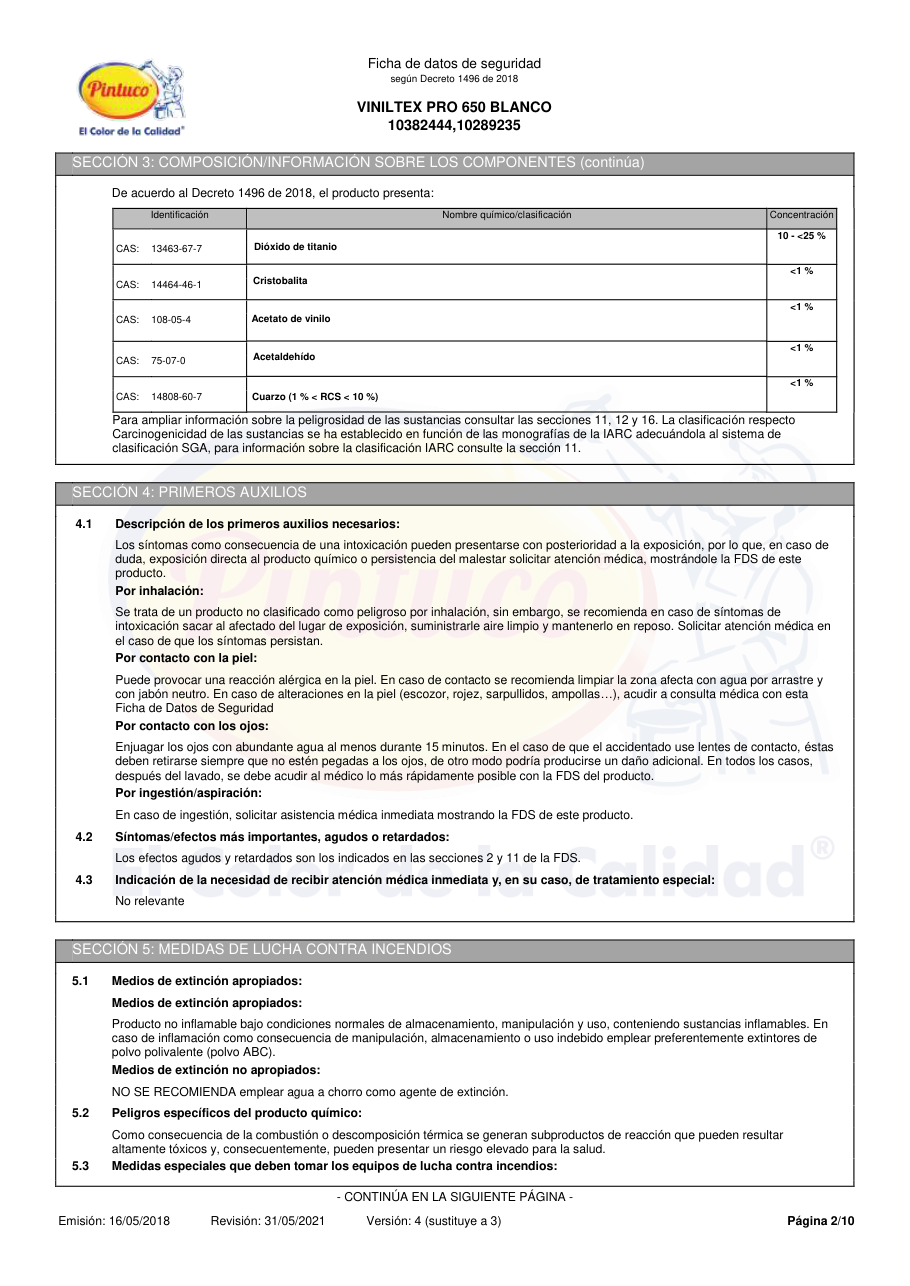 Pintuco
El Color de la Calidad®
Ficha de datos de seguridad
según Decreto 1496 de 2018
VINILTEX PRO 650 BLANCO
10382444,10289235
SECCIÓN 3: COMPOSICIÓN/INFORMACIÓN SOBRE LOS COMPONENTES (continúa)
De acuerdo al Decreto 1496 de 2018, el producto presenta:
Identificación Nombre químico/clasificación Concentración
CAS: 13463-67-7 Dióxido de titanio 10 - <25 %
CAS: 14464-46-1 Cristobalita <1 %
CAS: 108-05-4 Acetato de vinilo <1 %
CAS: 75-07-0 Acetaldehído <1 %
CAS: 14808-60-7 Cuarzo (1 % < RCS < 10 %) <1 %
Para ampliar información sobre la peligrosidad de las sustancias consultar las secciones 11, 12 y 16. La clasificación respecto
Carcinogenicidad de las sustancias se ha establecido en función de las monografías de la IARC adecuándola al sistema de
clasificación SGA, para información sobre la clasificación IARC consulte la sección 11.
SECCIÓN 4: PRIMEROS AUXILIOS
4.1 Descripción de los primeros auxilios necesarios:
Los síntomas como consecuencia de una intoxicación pueden presentarse con posterioridad a la exposición, por lo que, en caso de
duda, exposición directa al producto químico o persistencia del malestar solicitar atención médica, mostrándole la FDS de este
producto.
Por inhalación:
Se trata de un producto no clasificado como peligroso por inhalación, sin embargo, se recomienda en caso de síntomas de
intoxicación sacar al afectado del lugar de exposición, suministrarle aire limpio y mantenerlo en reposo. Solicitar atención médica en
el caso de que los síntomas persistan.
Por contacto con la piel:
Puede provocar una reacción alérgica en la piel. En caso de contacto se recomienda limpiar la zona afecta con agua por arrastre y
con jabón neutro. En caso de alteraciones en la piel (escozor, rojez, sarpullidos, ampollas…), acudir a consulta médica con esta
Ficha de Datos de Seguridad
Por contacto con los ojos:
Enjuagar los ojos con abundante agua al menos durante 15 minutos. En el caso de que el accidentado use lentes de contacto, éstas
deben retirarse siempre que no estén pegadas a los ojos, de otro modo podría producirse un daño adicional. En todos los casos,
después del lavado, se debe acudir al médico lo más rápidamente posible con la FDS del producto.
Por ingestión/aspiración:
En caso de ingestión, solicitar asistencia médica inmediata mostrando la FDS de este producto.
4.2 Síntomas/efectos más importantes, agudos o retardados:
Los efectos agudos y retardados son los indicados en las secciones 2 y 11 de la FDS.
4.3 Indicación de la necesidad de recibir atención médica inmediata y, en su caso, de tratamiento especial:
No relevante
Pintuco
El Color de la Calidad®
SECCIÓN 5: MEDIDAS DE LUCHA CONTRA INCENDIOS
5.1 Medios de extinción apropiados:
Medios de extinción apropiados:
Producto no inflamable bajo condiciones normales de almacenamiento, manipulación y uso, conteniendo sustancias inflamables. En
caso de inflamación como consecuencia de manipulación, almacenamiento o uso indebido emplear preferentemente extintores de
polvo polivalente (polvo ABC).
Medios de extinción no apropiados:
NO SE RECOMIENDA emplear agua a chorro como agente de extinción.
5.2 Peligros específicos del producto químico:
Como consecuencia de la combustión o descomposición térmica se generan subproductos de reacción que pueden resultar
altamente tóxicos y, consecuentemente, pueden presentar un riesgo elevado para la salud.
5.3 Medidas especiales que deben tomar los equipos de lucha contra incendios:
- CONTINÚA EN LA SIGUIENTE PÁGINA -
Emisión: 16/05/2018 Revisión: 31/05/2021 Versión: 4 (sustituye a 3) Página 2/10